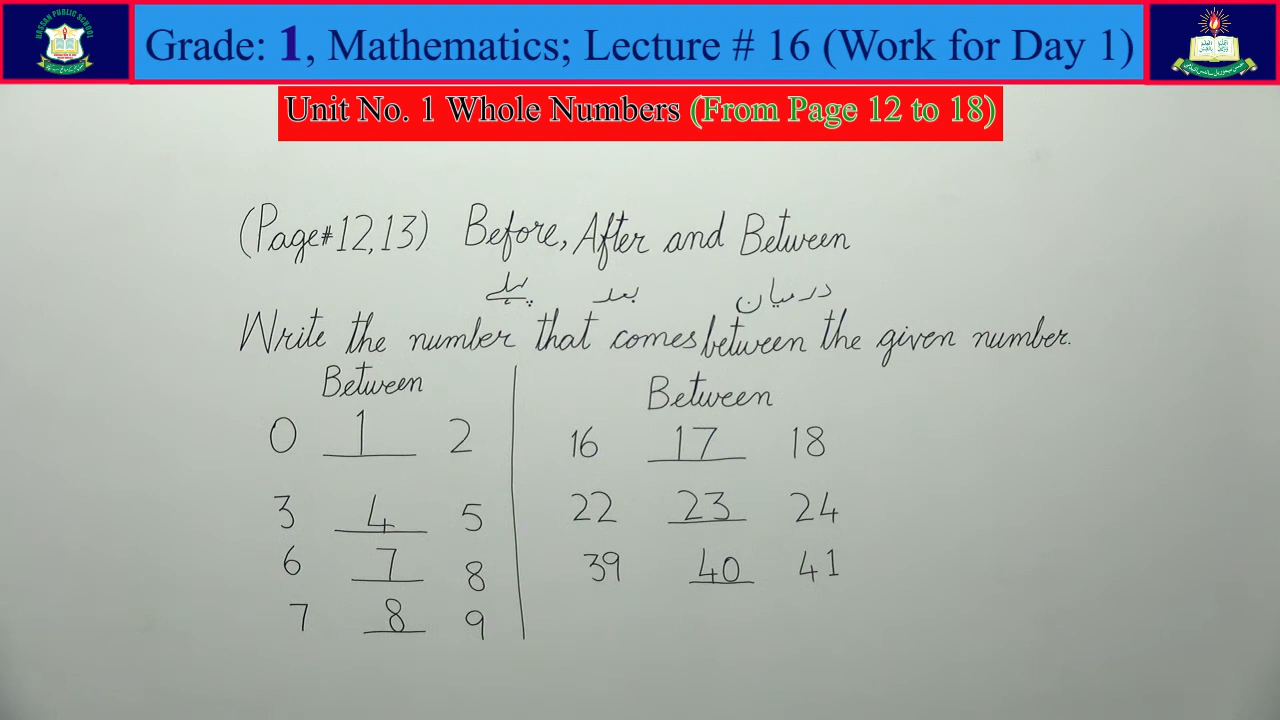 HASSAN PUBLIC SCHOOL
Grade: 1, Mathematics; Lecture # 16 (Work for Day 1)
Unit No. 1 Whole Numbers (From Page 12 to 18)
(Page#12,13) Before, After and Between
پہلے بعد درمیان
Write the number that comes between the given number.
Between Between
0 1 2 16 17 18
3 4 5 22 23 24
6 7 8 39 40 41
7 8 9